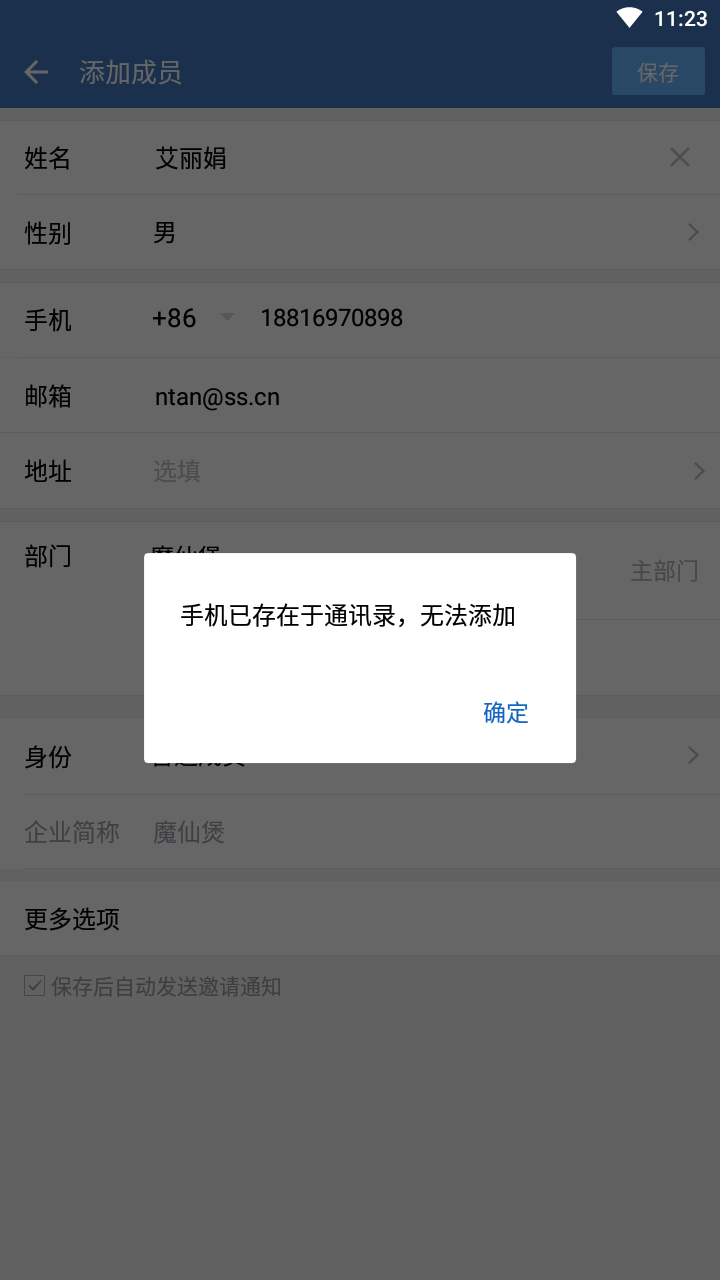 11:23
添加成员
保存
姓名 艾丽娟
性别 男
手机 +86 18816970898
邮箱 ntan@ss.cn
地址 选填
部门
主部门
手机已存在于通讯录，无法添加
确定
身份
企业简称 魔仙煲
更多选项
保存后自动发送邀请通知